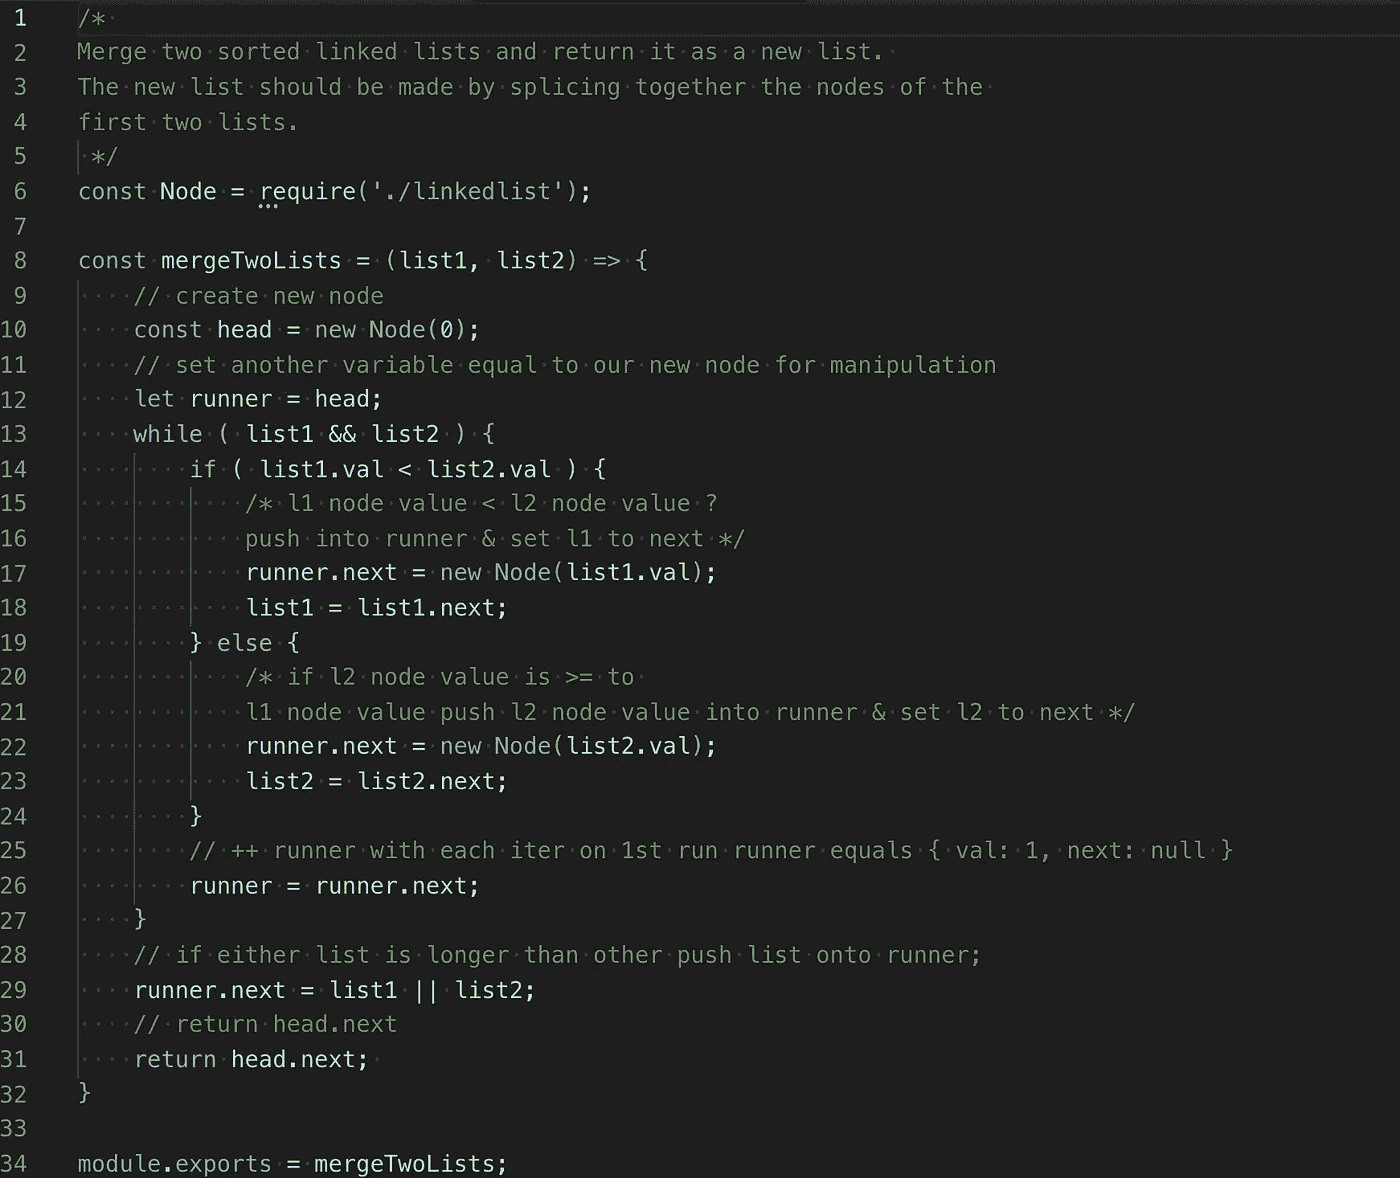 1 /*
2 Merge two sorted linked lists and return it as a new list.
3 The new list should be made by splicing together the nodes of the
4 first two lists.
5  */
6 const Node = require('./linkedlist');
7
8 const mergeTwoLists = (list1, list2) => {
9     // create new node
10     const head = new Node(0);
11     // set another variable equal to our new node for manipulation
12     let runner = head;
13     while ( list1 && list2 ) {
14         if ( list1.val < list2.val ) {
15             /* l1 node value < l2 node value ?
16             push into runner & set l1 to next */
17             runner.next = new Node(list1.val);
18             list1 = list1.next;
19         } else {
20             /* if l2 node value is >= to
21             l1 node value push l2 node value into runner & set l2 to next */
22             runner.next = new Node(list2.val);
23             list2 = list2.next;
24         }
25         // ++ runner with each iter on 1st run runner equals { val: 1, next: null }
26         runner = runner.next;
27     }
28     // if either list is longer than other push list onto runner;
29     runner.next = list1 || list2;
30     // return head.next
31     return head.next;
32 }
33
34 module.exports = mergeTwoLists;